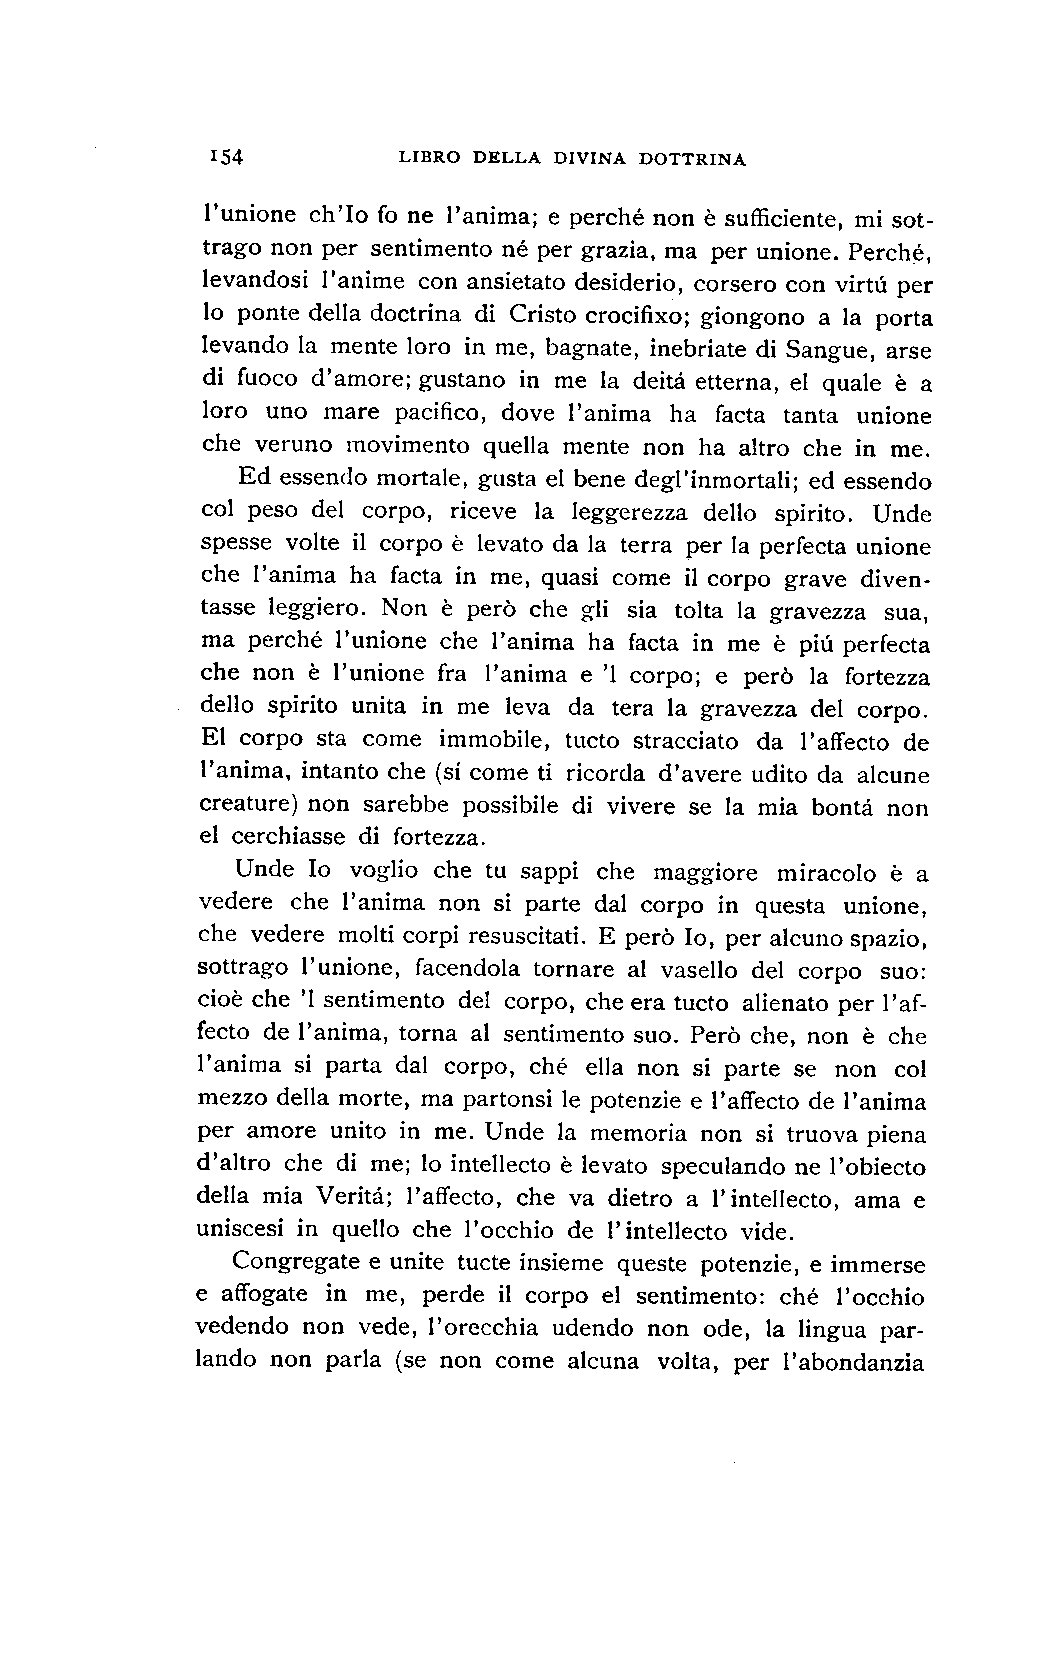 154 LIBRO DELLA DIVINA DOTTRINA
l'unione ch'Io fo ne l'anima; e perché non è sufficiente, mi sot-
trago non per sentimento né per grazia, ma per unione. Perché,
levandosi l'anime con ansietato desiderio, corsero con virtú per
lo ponte della doctrina di Cristo crocifixo; giongono a la porta
levando la mente loro in me, bagnate, inebriate di Sangue, arse
di fuoco d'amore; gustano in me la deitá etterna, el quale è a
loro uno mare pacifico, dove l'anima ha facta tanta unione
che veruno movimento quella mente non ha altro che in me.
Ed essendo mortale, gusta el bene degl'inmortali; ed essendo
col peso del corpo, riceve la leggerezza dello spirito. Unde
spesse volte il corpo è levato da la terra per la perfecta unione
che l'anima ha facta in me, quasi come il corpo grave diven-
tasse leggiero. Non è però che gli sia tolta la gravezza sua,
ma perché l'unione che l'anima ha facta in me è piú perfecta
che non è l'unione fra l'anima e 'l corpo; e però la fortezza
dello spirito unita in me leva da tera la gravezza del corpo.
El corpo sta come immobile, tucto stracciato da l'affecto de
l'anima, intanto che (sí come ti ricorda d'avere udito da alcune
creature) non sarebbe possibile di vivere se la mia bontá non
el cerchiasse di fortezza.
Unde Io voglio che tu sappi che maggiore miracolo è a
vedere che l'anima non si parte dal corpo in questa unione,
che vedere molti corpi resuscitati. E però Io, per alcuno spazio,
sottrago l'unione, facendola tornare al vasello del corpo suo:
cioè che 'l sentimento del corpo, che era tucto alienato per l'af-
fecto de l'anima, torna al sentimento suo. Però che, non è che
l'anima si parta dal corpo, ché ella non si parte se non col
mezzo della morte, ma partonsi le potenzie e l'affecto de l'anima
per amore unito in me. Unde la memoria non si truova piena
d'altro che di me; lo intellecto è levato speculando ne l'obiecto
della mia Veritá; l'affecto, che va dietro a l'intellecto, ama e
uniscesi in quello che l'occhio de l'intellecto vide.
Congregate e unite tucte insieme queste potenzie, e immerse
e affogate in me, perde il corpo el sentimento: ché l'occhio
vedendo non vede, l'orecchia udendo non ode, la lingua par-
lando non parla (se non come alcuna volta, per l'abondanzia